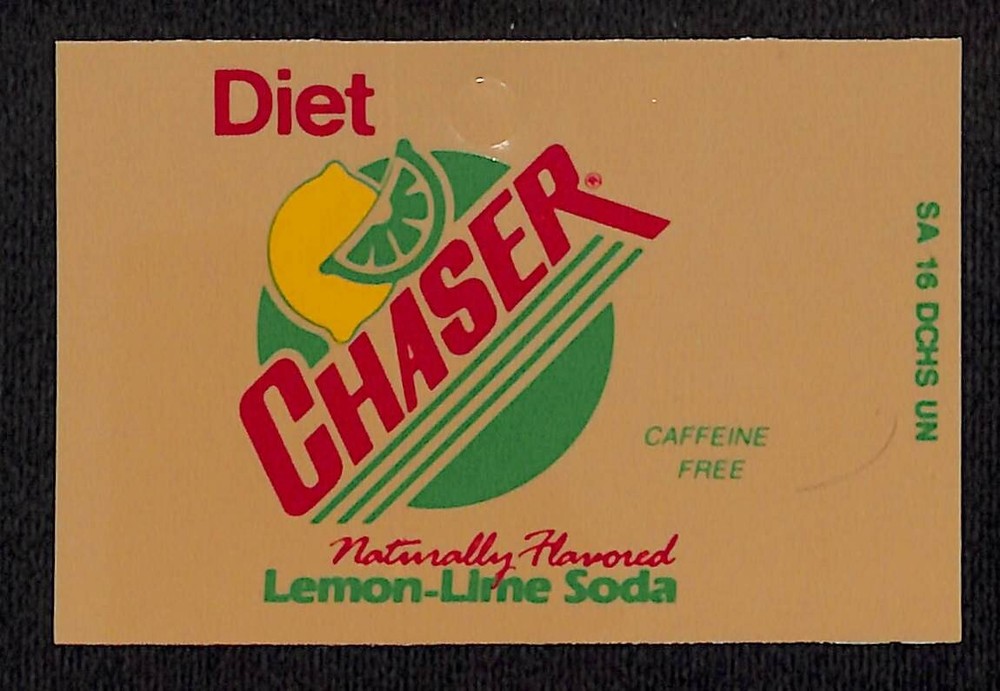 Diet
CHASER®
CAFFEINE
FREE
Naturally Flavored
Lemon-Lime Soda
SA 16 DCHS UN